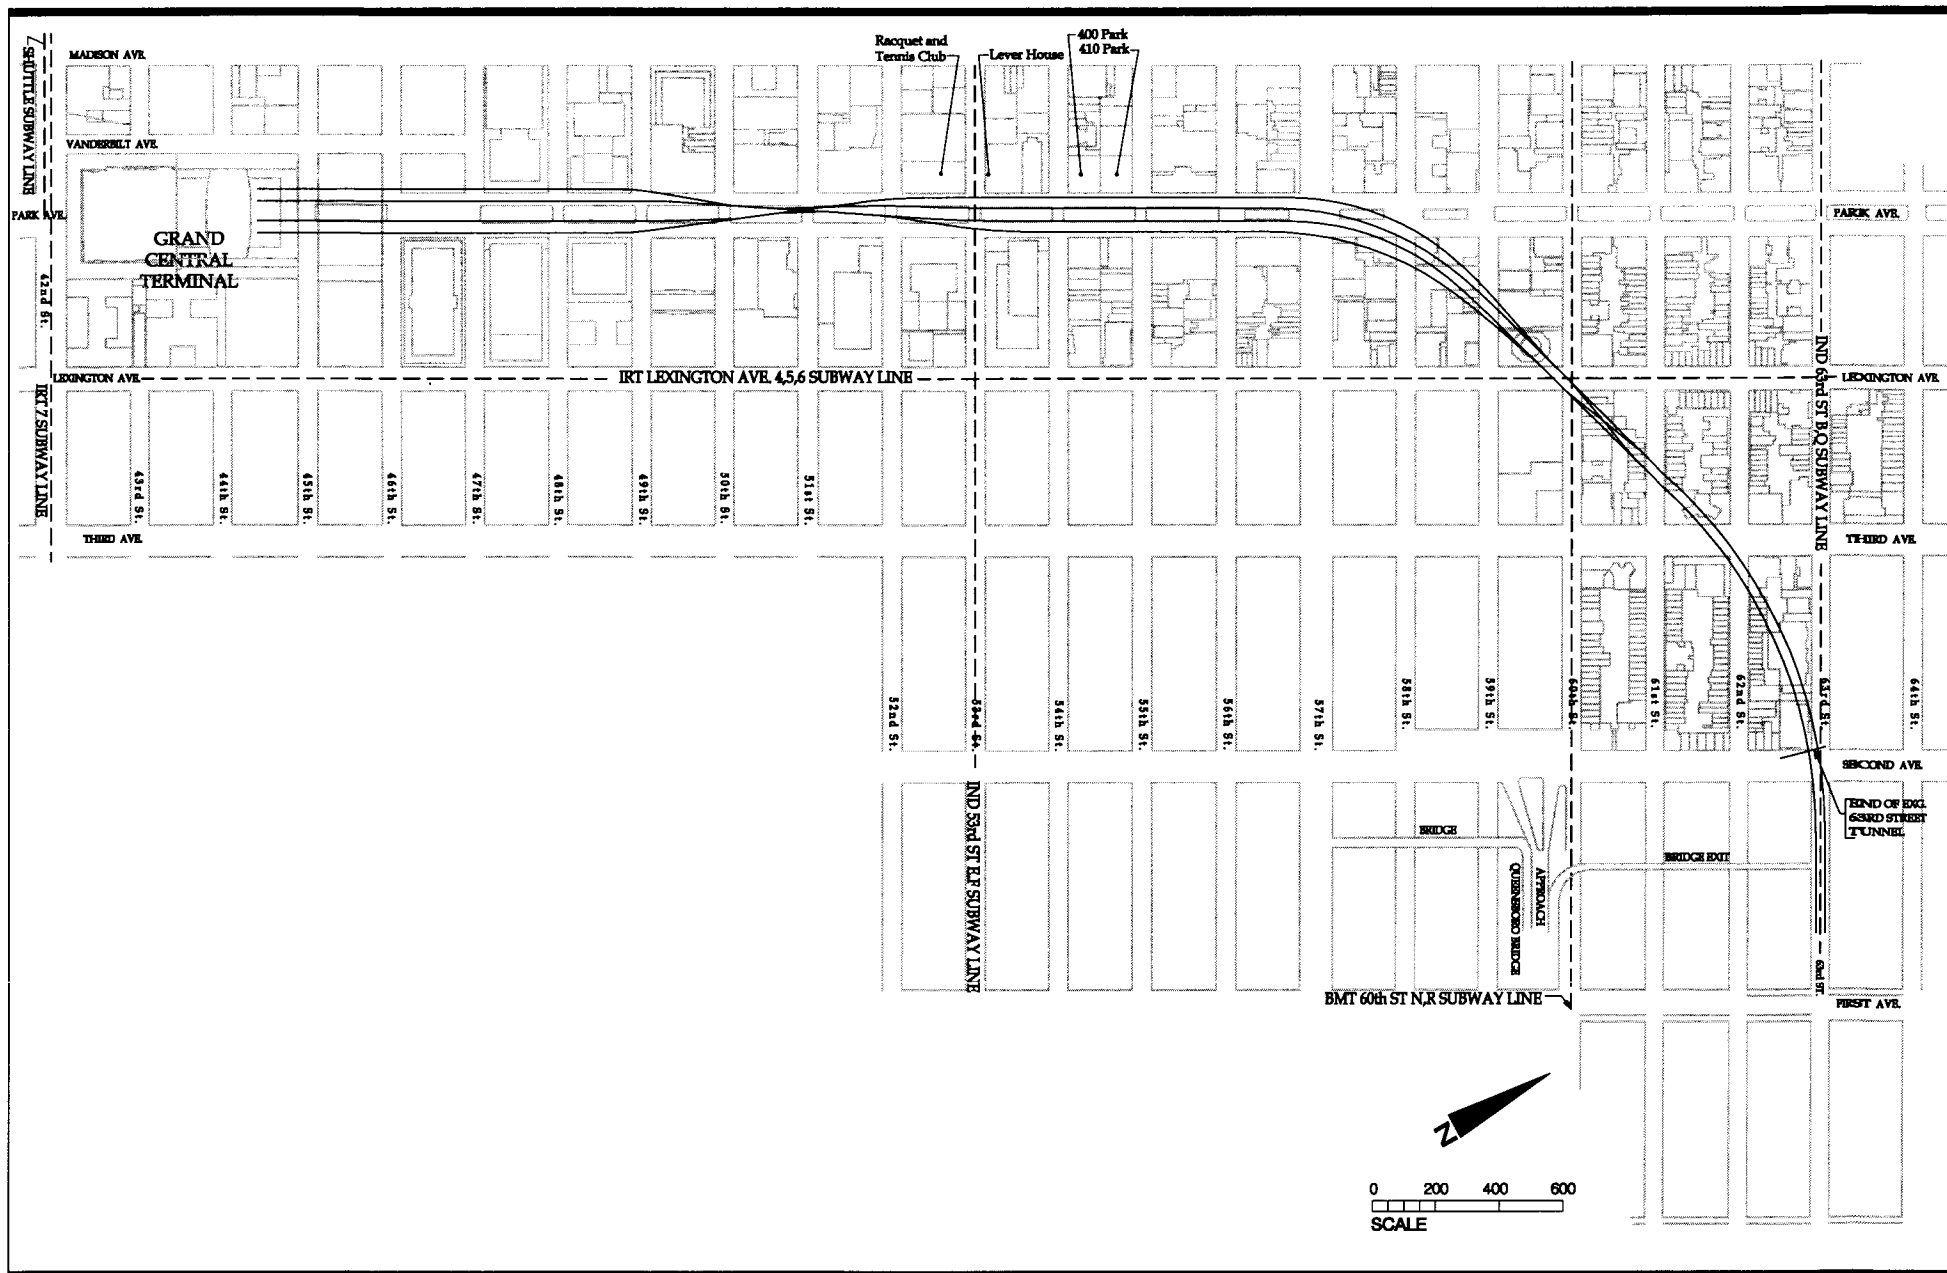 400 Park
410 Park
Racquet and
Tennis Club
Lever House
SHUTTLE SUBWAY LINE
MADISON AVE.
VANDERBILT AVE.
PARK AVE.
PARK AVE.
GRAND
CENTRAL
TERMINAL
42nd St.
LEXINGTON AVE.
IRT LEXINGTON AVE. 4,5,6 SUBWAY LINE
LEXINGTON AVE.
IRT 7 SUBWAY LINE
IND 63rd ST B,Q SUBWAY LINE
43rd St.
44th St.
45th St.
46th St.
47th St.
48th St.
49th St.
50th St.
51st St.
THIRD AVE.
THIRD AVE.
52nd St.
53rd St.
54th St.
55th St.
56th St.
57th St.
58th St.
59th St.
60th St.
61st St.
62nd St.
63rd St.
64th St.
SECOND AVE.
END OF EXG.
63RD STREET
TUNNEL
IND 53rd ST E,F SUBWAY LINE
BRIDGE
BRIDGE EXIT
QUEENSBORO BRIDGE
APPROACH
63rd ST.
BMT 60th ST N,R SUBWAY LINE
FIRST AVE.
N
0 200 400 600
SCALE